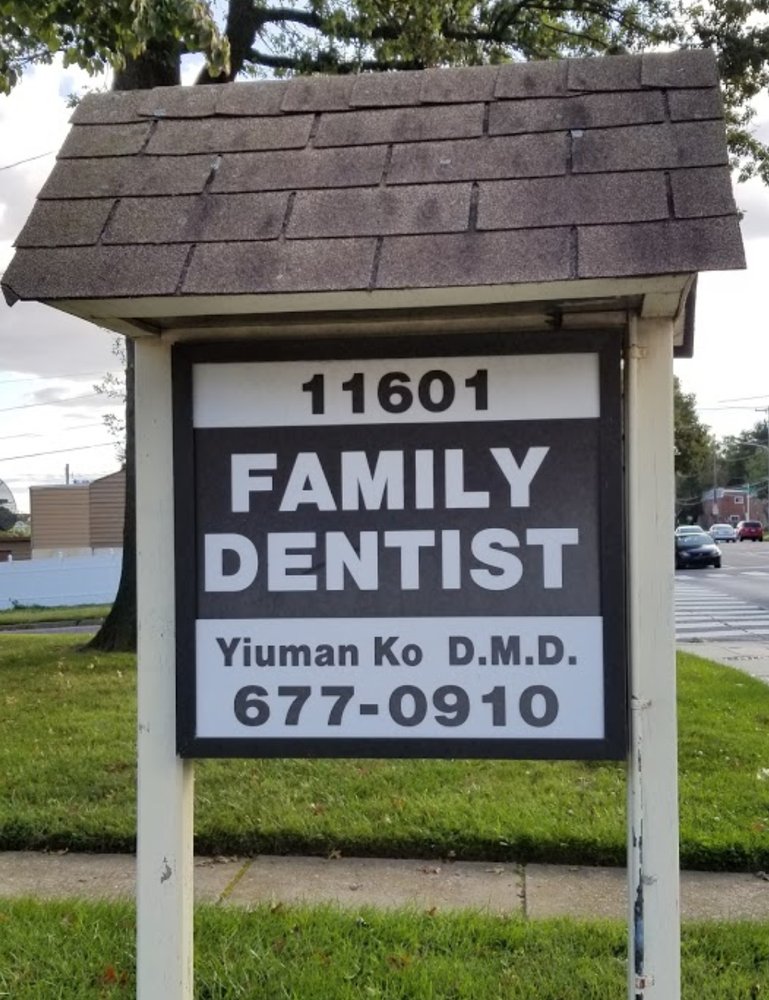 11601
FAMILY
DENTIST
Yiuman Ko D.M.D.
677-0910